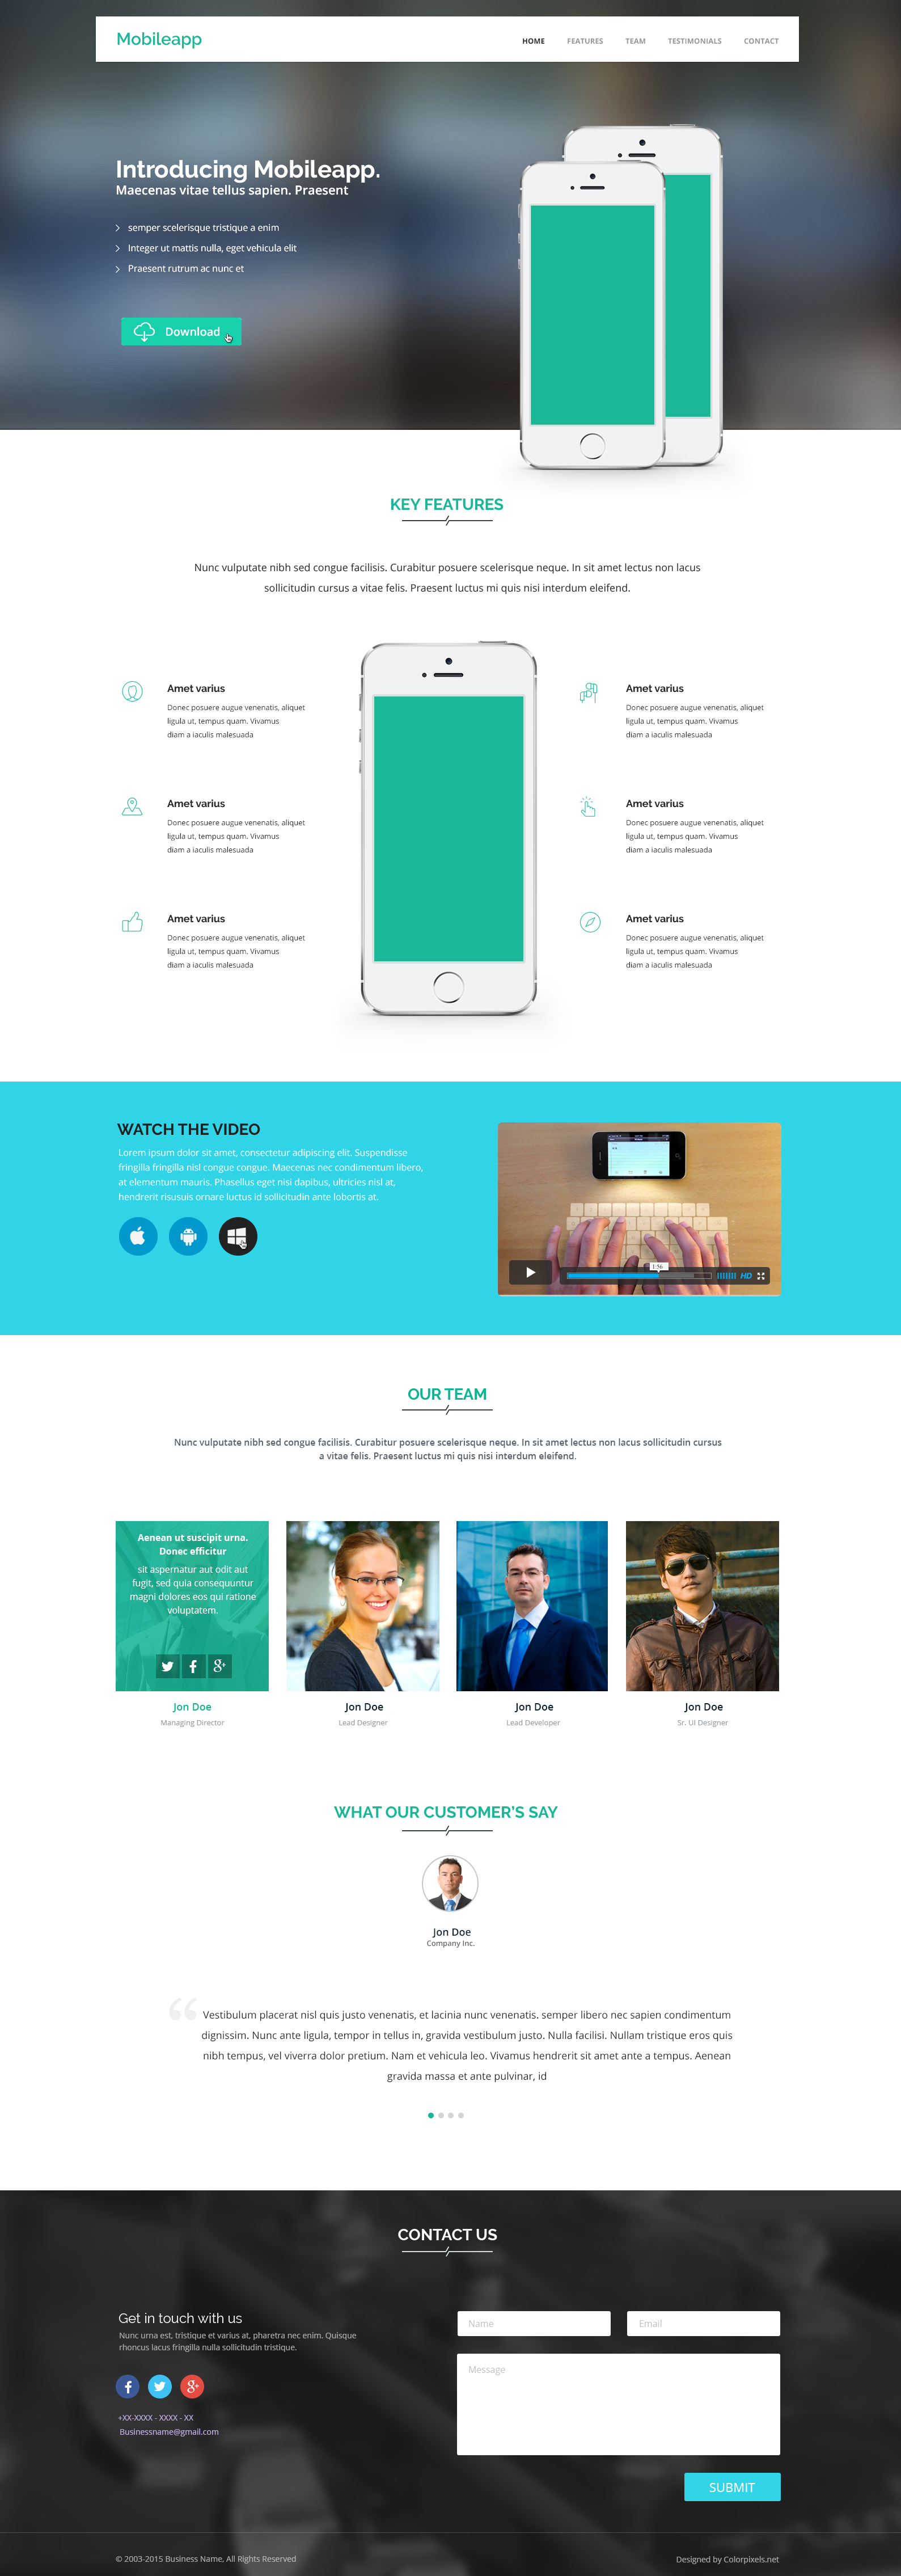 Mobileapp
HOME FEATURES TEAM TESTIMONIALS CONTACT
Introducing Mobileapp.
Maecenas vitae tellus sapien. Praesent
semper scelerisque tristique a enim
Integer ut mattis nulla, eget vehicula elit
Praesent rutrum ac nunc et
Download
KEY FEATURES
Nunc vulputate nibh sed congue facilisis. Curabitur posuere scelerisque neque. In sit amet lectus non lacus
sollicitudin cursus a vitae felis. Praesent luctus mi quis nisi interdum eleifend.
Amet varius
Donec posuere augue venenatis, aliquet
ligula ut, tempus quam. Vivamus
diam a iaculis malesuada
Amet varius
Donec posuere augue venenatis, aliquet
ligula ut, tempus quam. Vivamus
diam a iaculis malesuada
Amet varius
Donec posuere augue venenatis, aliquet
ligula ut, tempus quam. Vivamus
diam a iaculis malesuada
Amet varius
Donec posuere augue venenatis, aliquet
ligula ut, tempus quam. Vivamus
diam a iaculis malesuada
Amet varius
Donec posuere augue venenatis, aliquet
ligula ut, tempus quam. Vivamus
diam a iaculis malesuada
Amet varius
Donec posuere augue venenatis, aliquet
ligula ut, tempus quam. Vivamus
diam a iaculis malesuada
WATCH THE VIDEO
Lorem ipsum dolor sit amet, consectetur adipiscing elit. Suspendisse
fringilla fringilla nisl congue congue. Maecenas nec condimentum libero,
at elementum mauris. Phasellus eget nisi dapibus, ultricies nisl at,
hendrerit risusuis ornare luctus id sollicitudin ante lobortis at.
1:56
HD
OUR TEAM
Nunc vulputate nibh sed congue facilisis. Curabitur posuere scelerisque neque. In sit amet lectus non lacus sollicitudin cursus
a vitae felis. Praesent luctus mi quis nisi interdum eleifend.
Aenean ut suscipit urna.
Donec efficitur
sit aspernatur aut odit aut
fugit, sed quia consequuntur
magni dolores eos qui ratione
voluptatem.
Jon Doe
Managing Director
Jon Doe
Lead Designer
Jon Doe
Lead Developer
Jon Doe
Sr. UI Designer
WHAT OUR CUSTOMER'S SAY
Jon Doe
Company Inc.
“
Vestibulum placerat nisl quis justo venenatis, et lacinia nunc venenatis. semper libero nec sapien condimentum
dignissim. Nunc ante ligula, tempor in tellus in, gravida vestibulum justo. Nulla facilisi. Nullam tristique eros quis
nibh tempus, vel viverra dolor pretium. Nam et vehicula leo. Vivamus hendrerit sit amet ante a tempus. Aenean
gravida massa et ante pulvinar, id
CONTACT US
Get in touch with us
Nunc urna est, tristique et varius at, pharetra nec enim. Quisque
rhoncus lacus fringilla nulla sollicitudin tristique.
+XX-XXXX - XXXX - XX
Businessname@gmail.com
Name
Email
Message
SUBMIT
© 2003-2015 Business Name, All Rights Reserved
Designed by Colorpixels.net